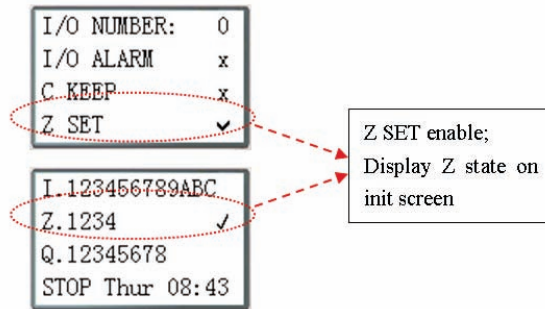 I/O NUMBER: 0
I/O ALARM x
C KEEP x
Z SET ✔
I.123456789ABC
Z.1234 ✓
Q.12345678
STOP Thur 08:43
Z SET enable;
Display Z state on
init screen